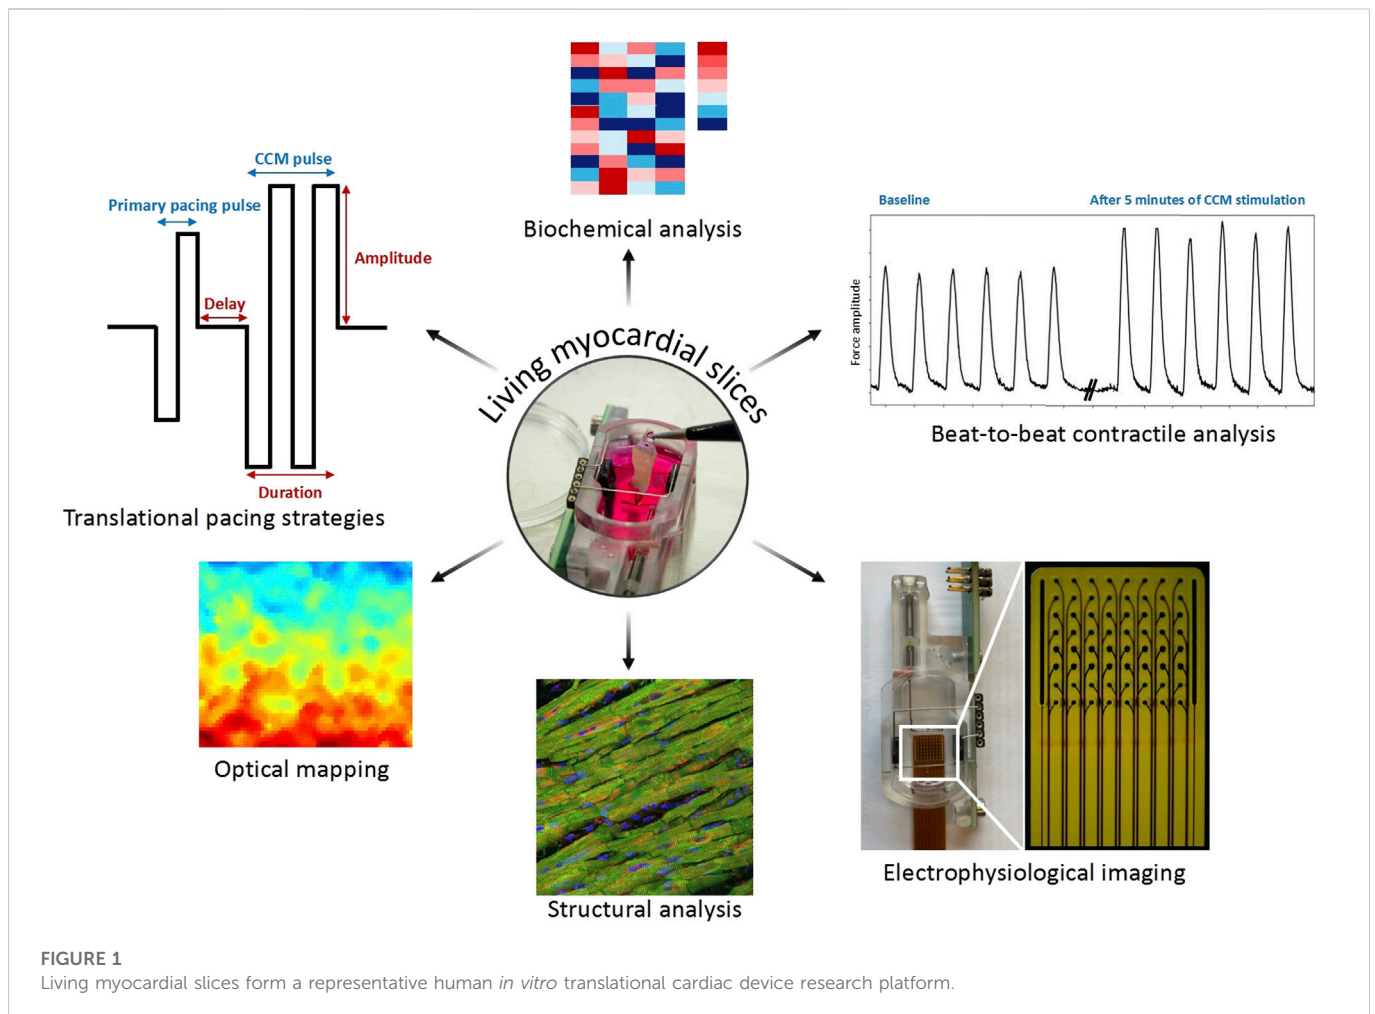 CCM pulse
Primary pacing pulse
Amplitude
Delay
Duration
Translational pacing strategies
Biochemical analysis
Baseline
After 5 minutes of CCM stimulation
Force amplitude
Beat-to-beat contractile analysis
Living myocardial slices
Optical mapping
Structural analysis
Electrophysiological imaging
FIGURE 1
Living myocardial slices form a representative human in vitro translational cardiac device research platform.